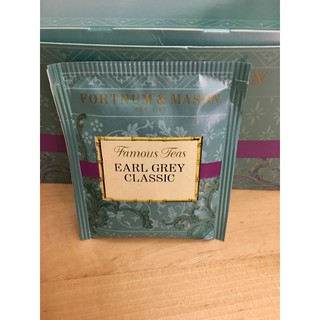 FORTNUM & MASON
Famous Teas
EARL GREY
CLASSIC